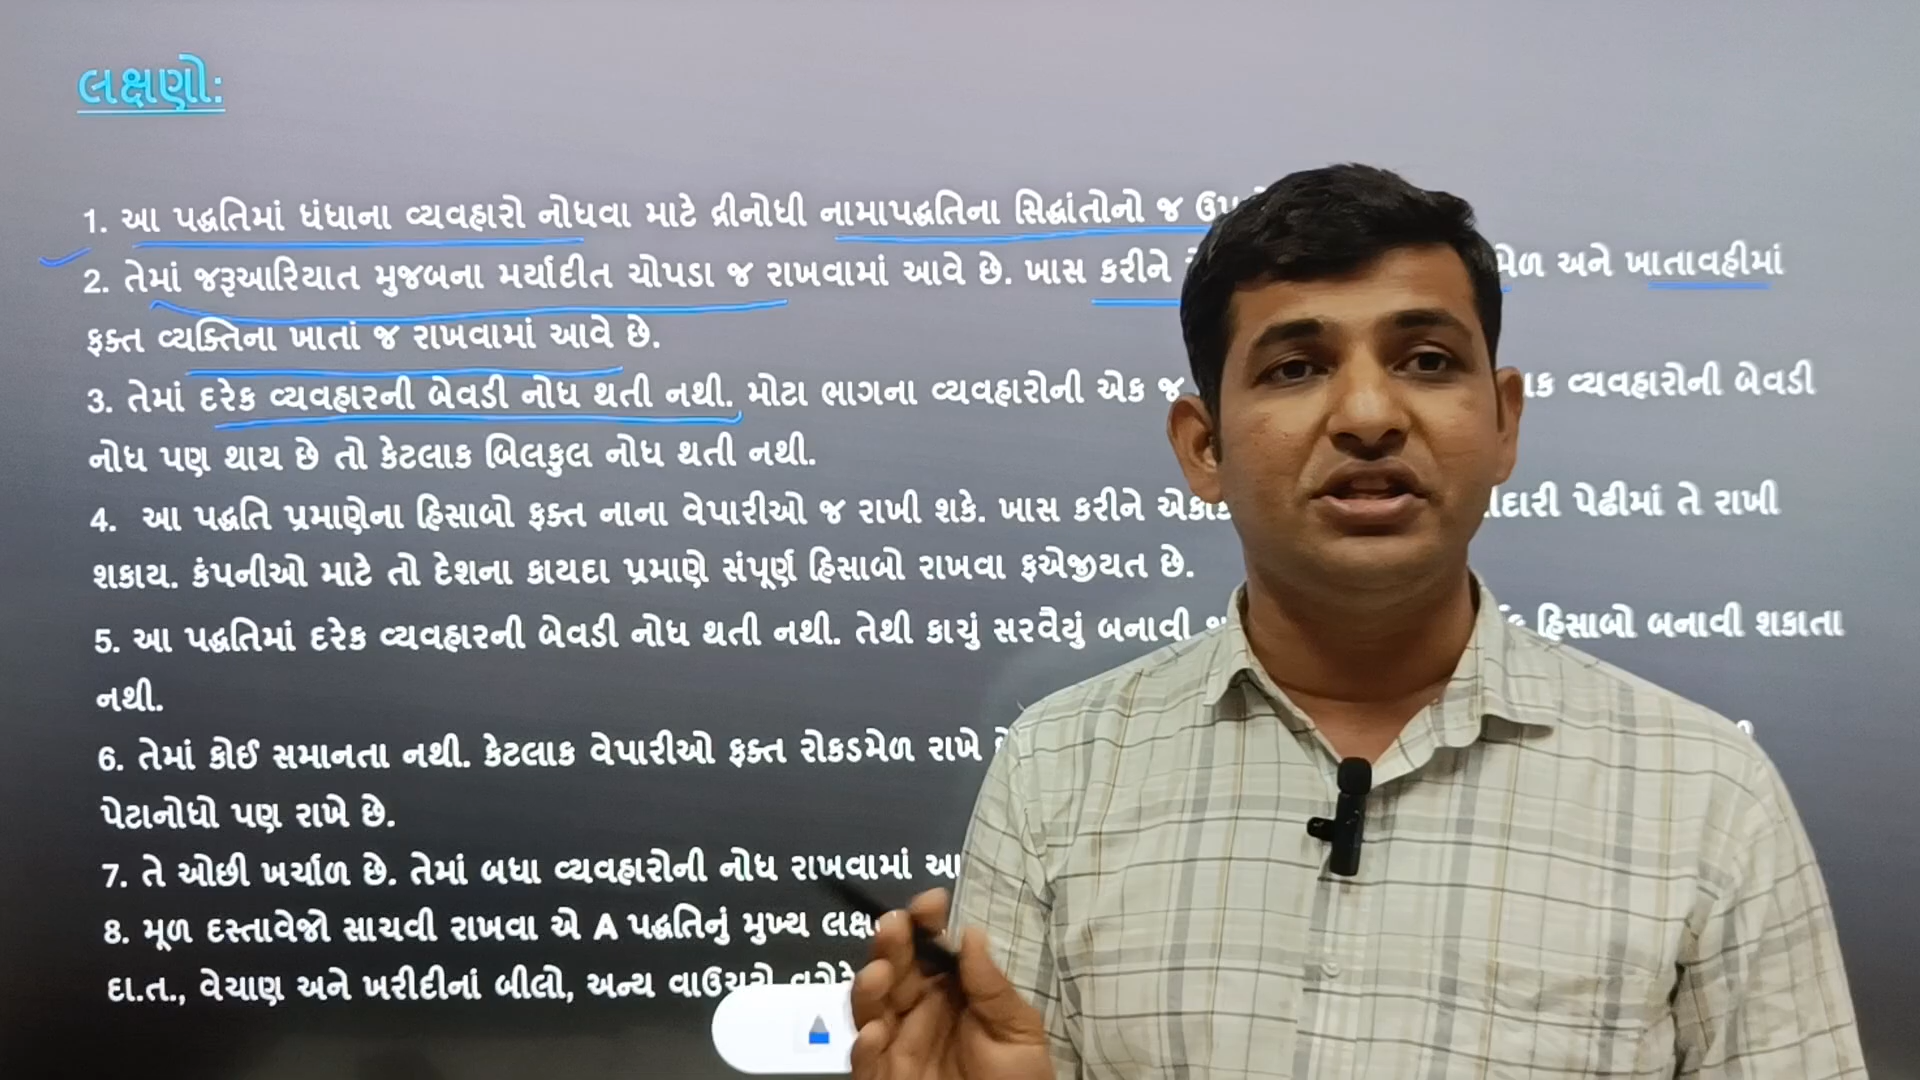 લક્ષણો:
1. આ પદ્ધતિમાં ધંધાના વ્યવહારો નોધવા માટે દ્રીનોધી નામાપદ્ધતિના સિદ્ધાંતોનો જ
2. તેમાં જરૂઆરિયાત મુજબના મર્યાદીત ચોપડા જ રાખવામાં આવે છે. ખાસ કરીને અને ખાતાવહીમાં
ફક્ત વ્યક્તિના ખાતાં જ રાખવામાં આવે છે.
3. તેમાં દરેક વ્યવહારની બેવડી નોધ થતી નથી. મોટા ભાગના વ્યવહારોની એક જ વ્યવહારોની બેવડી
નોધ પણ થાય છે તો કેટલાક બિલકુલ નોધ થતી નથી.
4. આ પદ્ધતિ પ્રમાણેના હિસાબો ફક્ત નાના વેપારીઓ જ રાખી શકે. ખાસ કરીને પેઢીમાં તે રાખી
શકાય. કંપનીઓ માટે તો દેશના કાયદા પ્રમાણે સંપૂર્ણ હિસાબો રાખવા ફએજીયત છે.
5. આ પદ્ધતિમાં દરેક વ્યવહારની બેવડી નોધ થતી નથી. તેથી કાચું સરવૈયું બનાવી હિસાબો બનાવી શકાતા
નથી.
6. તેમાં કોઈ સમાનતા નથી. કેટલાક વેપારીઓ ફક્ત રોકડમેળ રાખે
પેટાનોધો પણ રાખે છે.
7. તે ઓછી ખર્ચાળ છે. તેમાં બધા વ્યવહારોની નોધ રાખવામાં
8. મૂળ દસ્તાવેજો સાચવી રાખવા એ A પદ્ધતિનું મુખ્ય
દા.ત., વેચાણ અને ખરીદીનાં બીલો, અન્ય